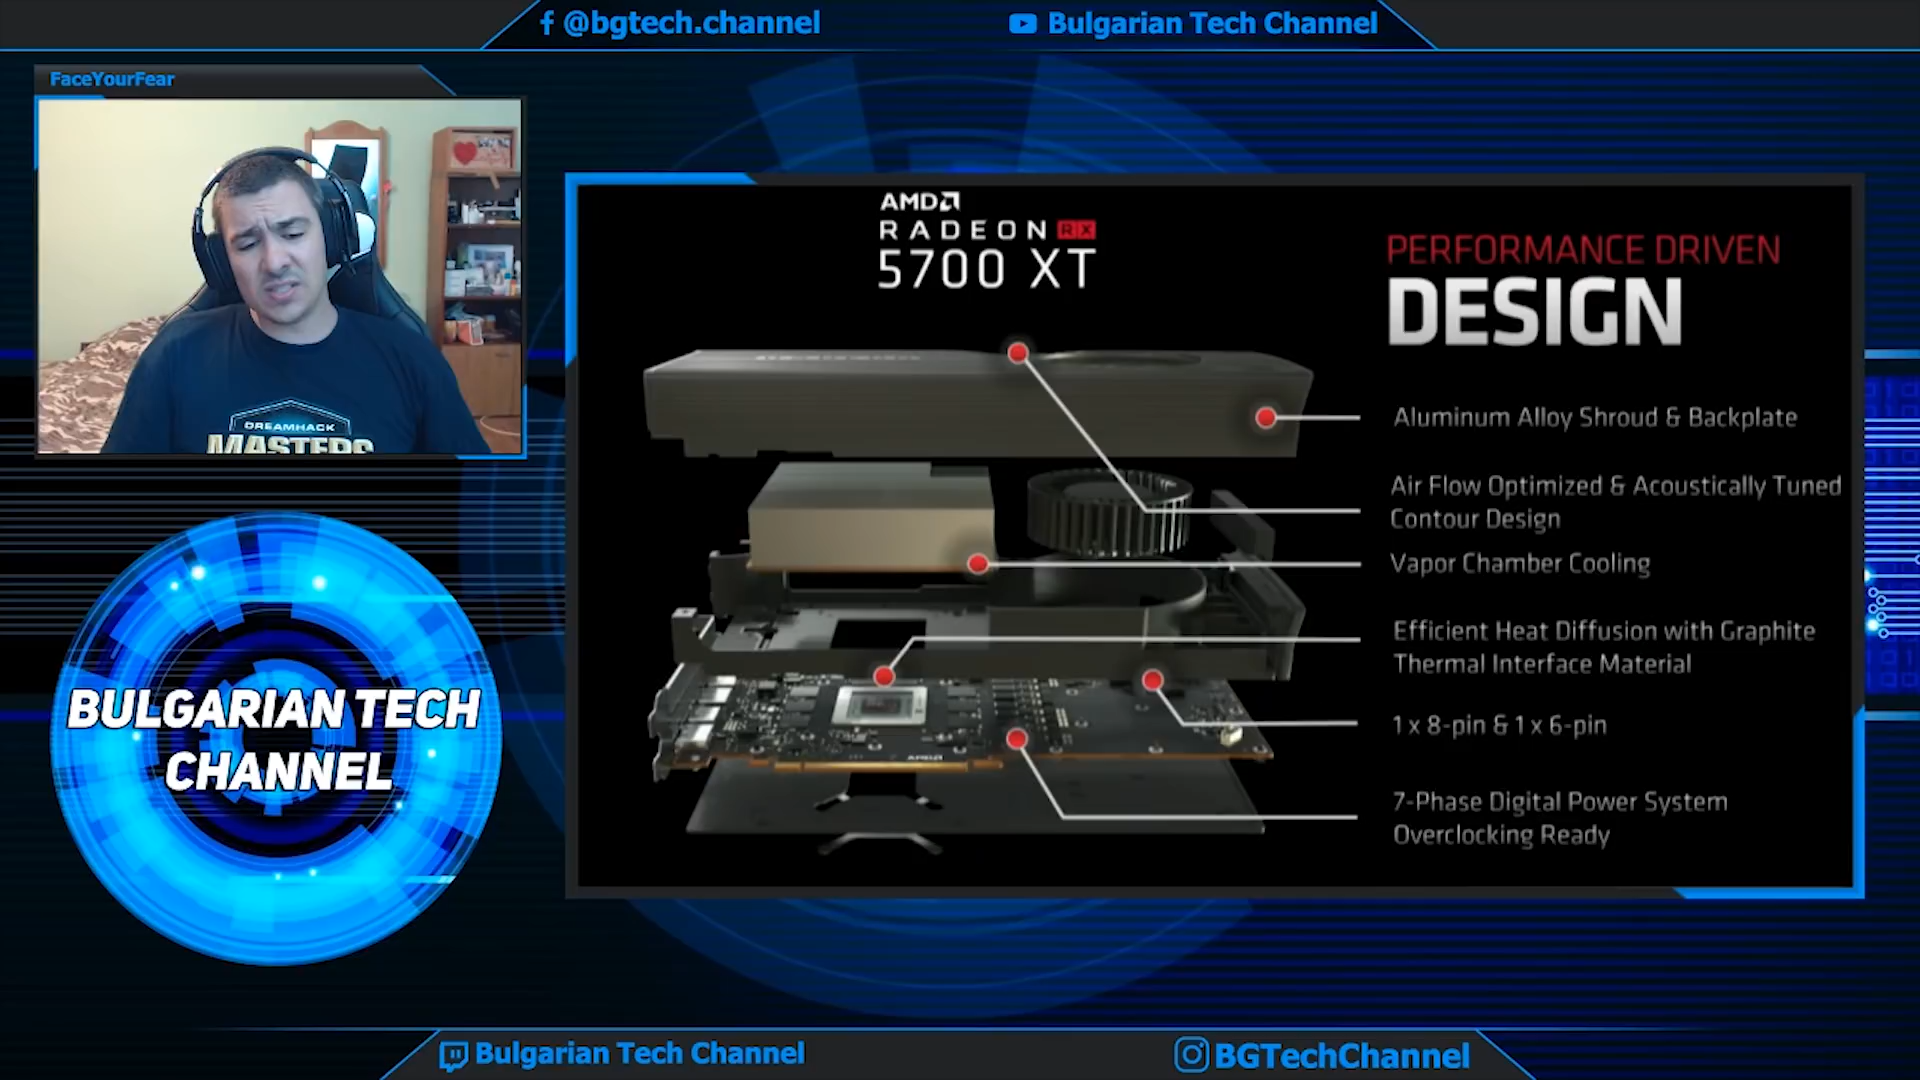 @bgtech.channel
Bulgarian Tech Channel
FaceYourFear
DREAMHACK
MASTERS
AMD
RADEON RX
5700 XT
PERFORMANCE DRIVEN
DESIGN
Aluminum Alloy Shroud & Backplate
Air Flow Optimized & Acoustically Tuned
Contour Design
Vapor Chamber Cooling
Efficient Heat Diffusion with Graphite
Thermal Interface Material
1 x 8-pin & 1 x 6-pin
7-Phase Digital Power System
Overclocking Ready
AMD
BULGARIAN TECH
CHANNEL
Bulgarian Tech Channel
BGTechChannel